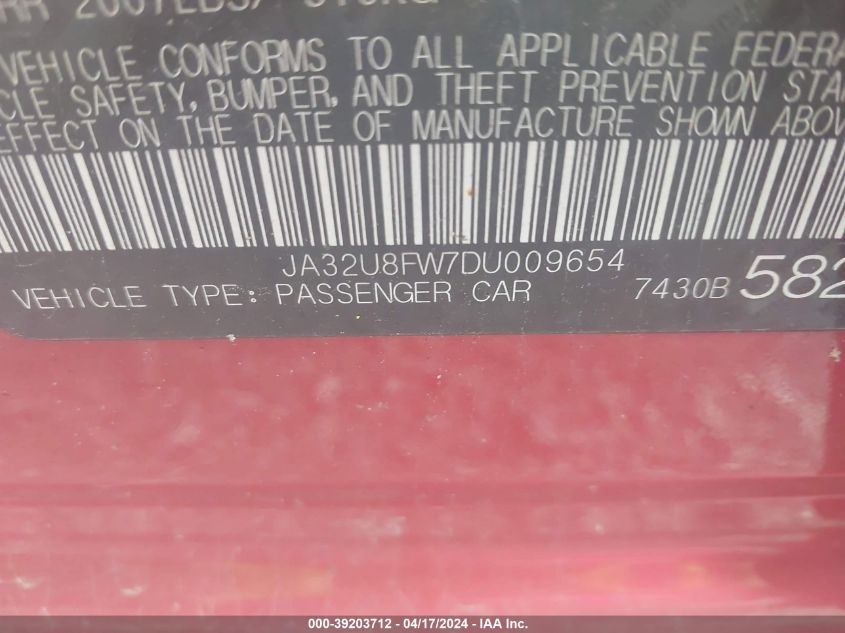 VEHICLE CONFORMS TO ALL APPLICABLE FEDERA
CLE SAFETY, BUMPER, AND THEFT PREVENTION STA
EFFECT ON THE DATE OF MANUFACTURE SHOWN ABOV
JA32U8FW7DU009654
VEHICLE TYPE: PASSENGER CAR 7430B 582
000-39203712 - 04/17/2024 - IAA Inc.